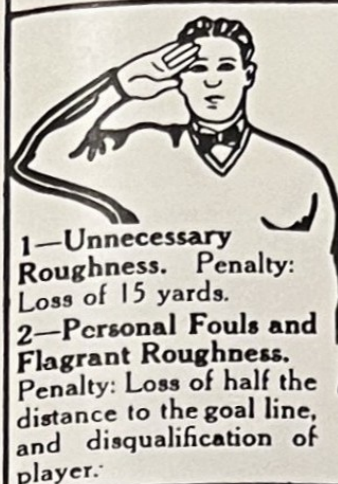 1—Unnecessary
Roughness. Penalty:
Loss of 15 yards.
2—Personal Fouls and
Flagrant Roughness.
Penalty: Loss of half the
distance to the goal line,
and disqualification of
player.